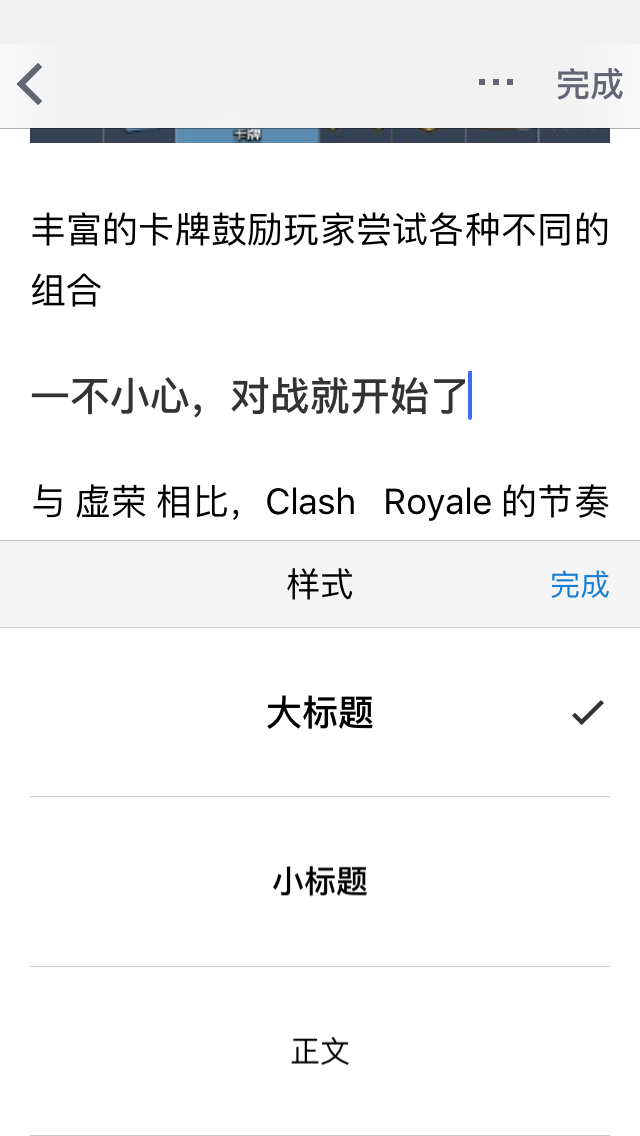 完成
卡牌
丰富的卡牌鼓励玩家尝试各种不同的
组合
一不小心，对战就开始了
与 虚荣 相比，Clash Royale 的节奏
样式 完成
大标题
小标题
正文